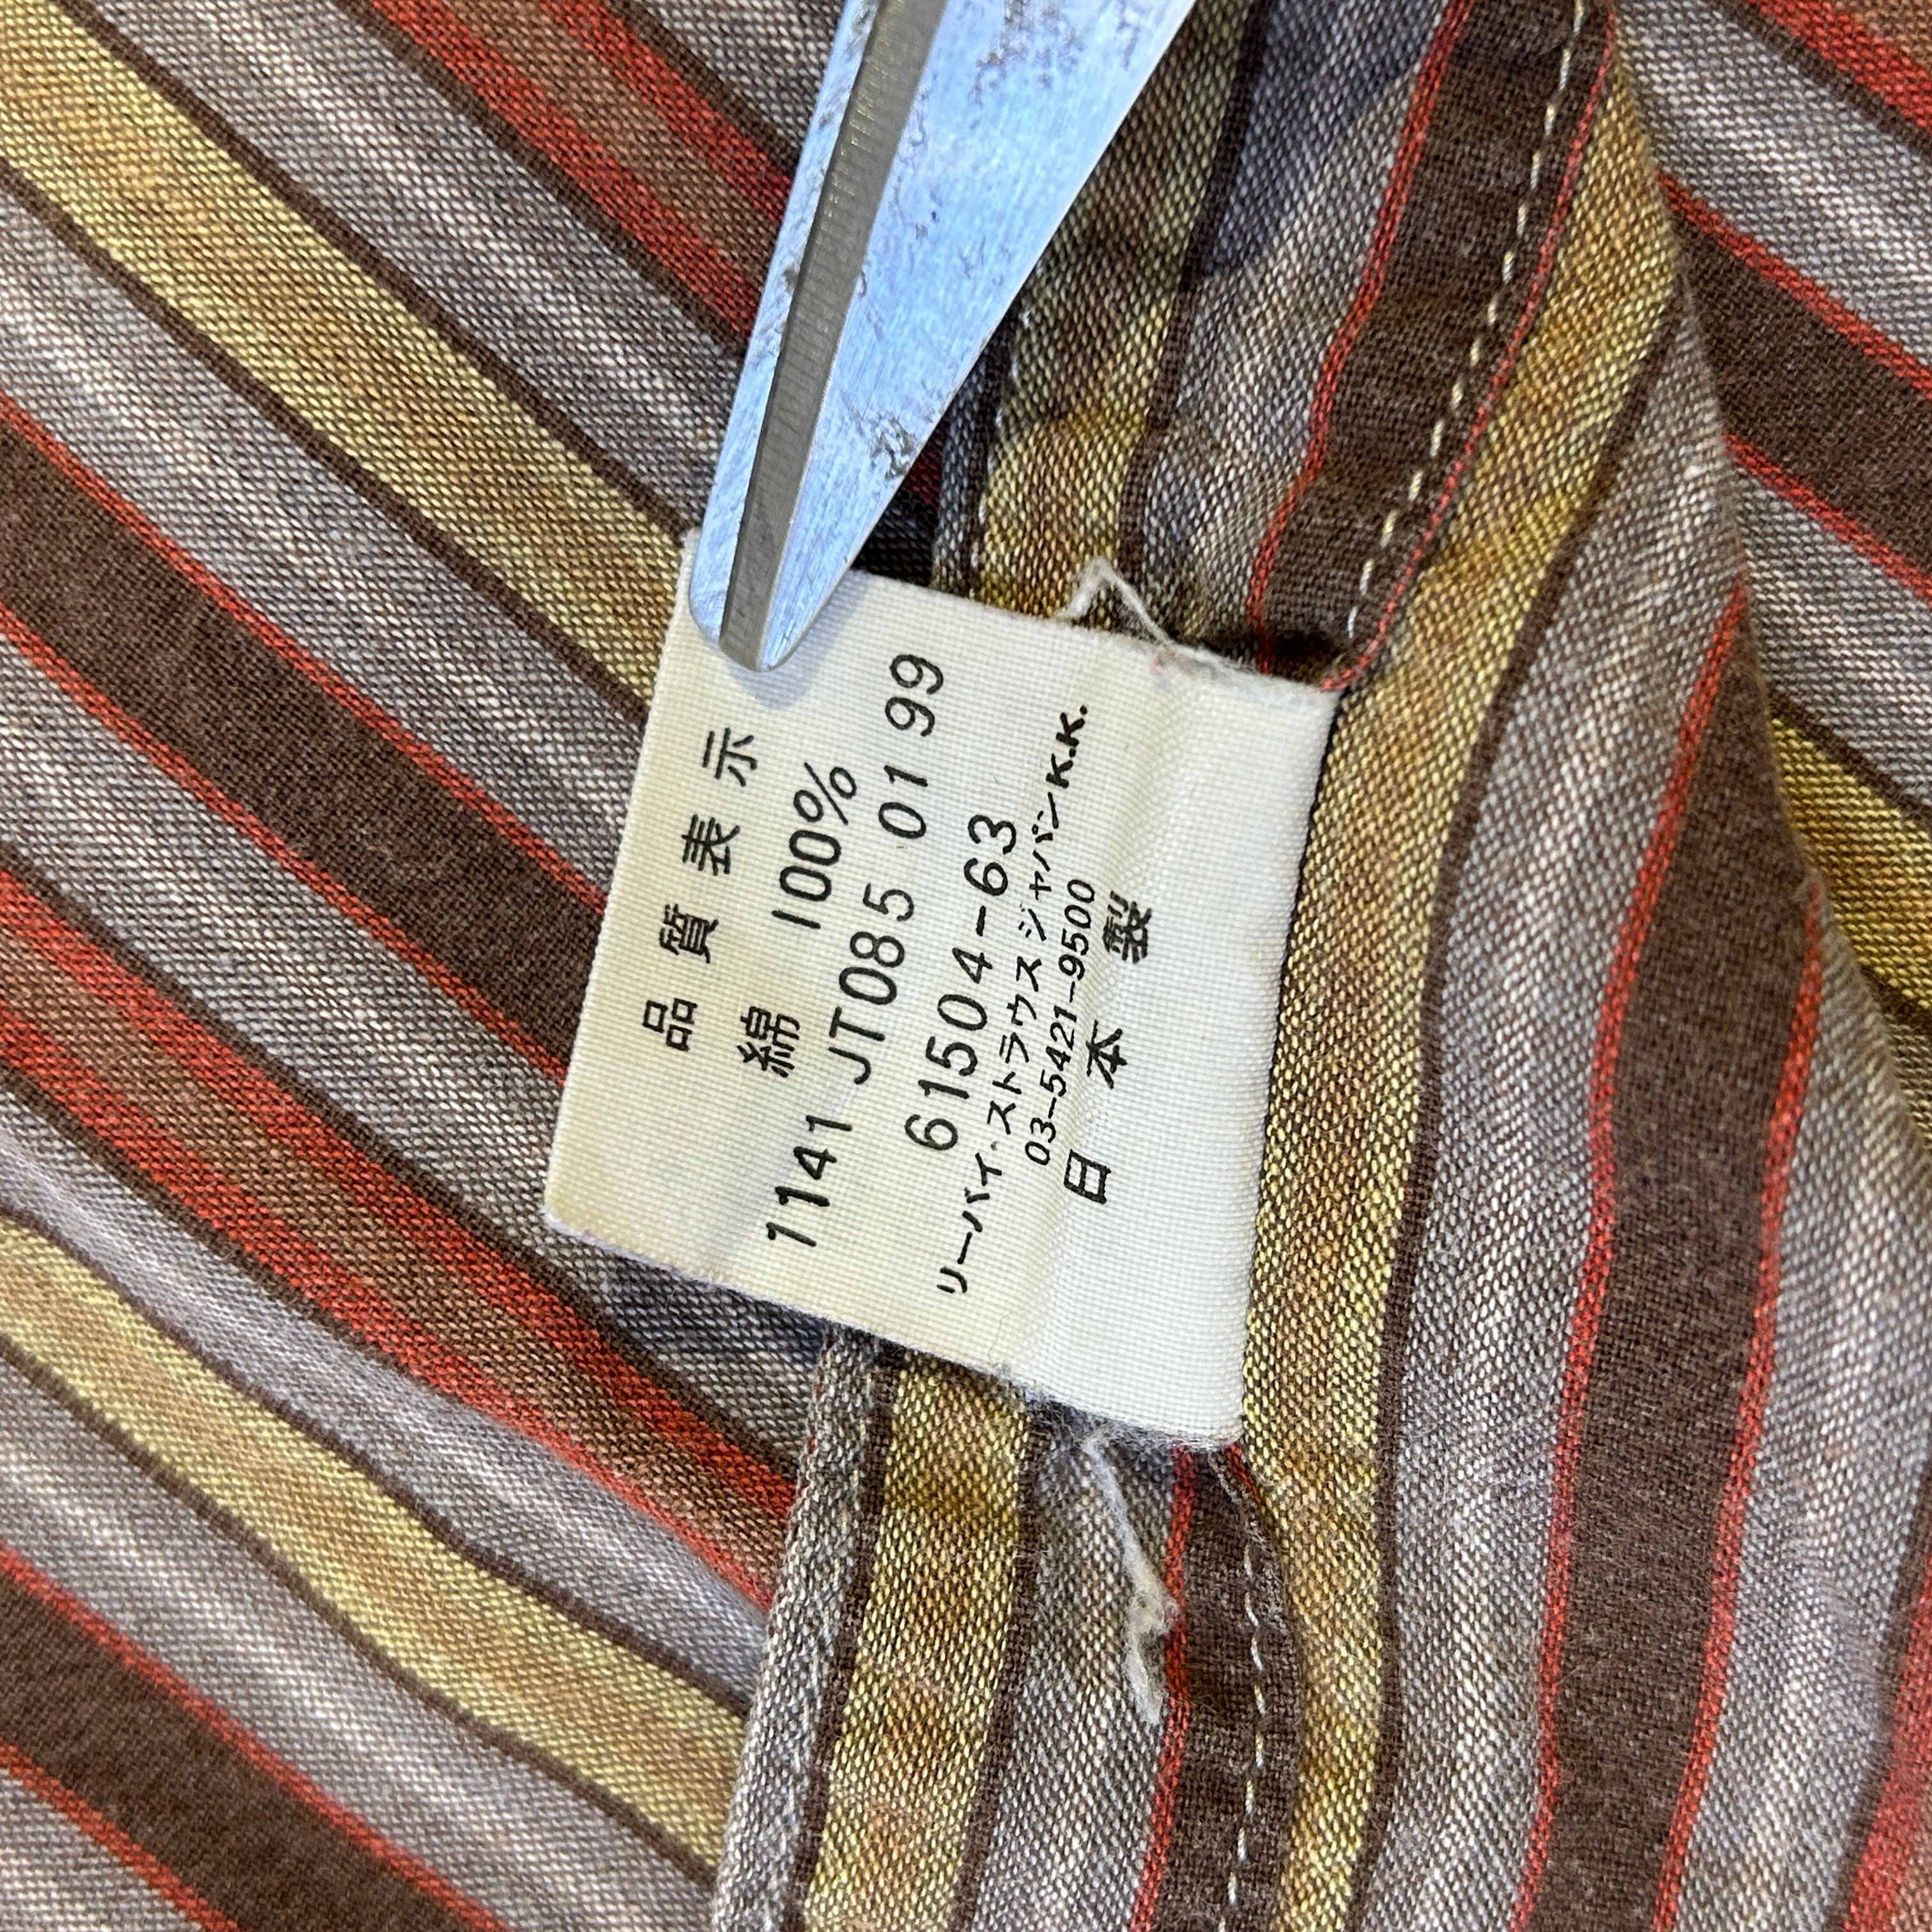 品質表示
綿 100%
1141 JT085 01 99
61504-63
リーバイ・ストラウス ジャパンK.K.
03-5421-9500
日本製